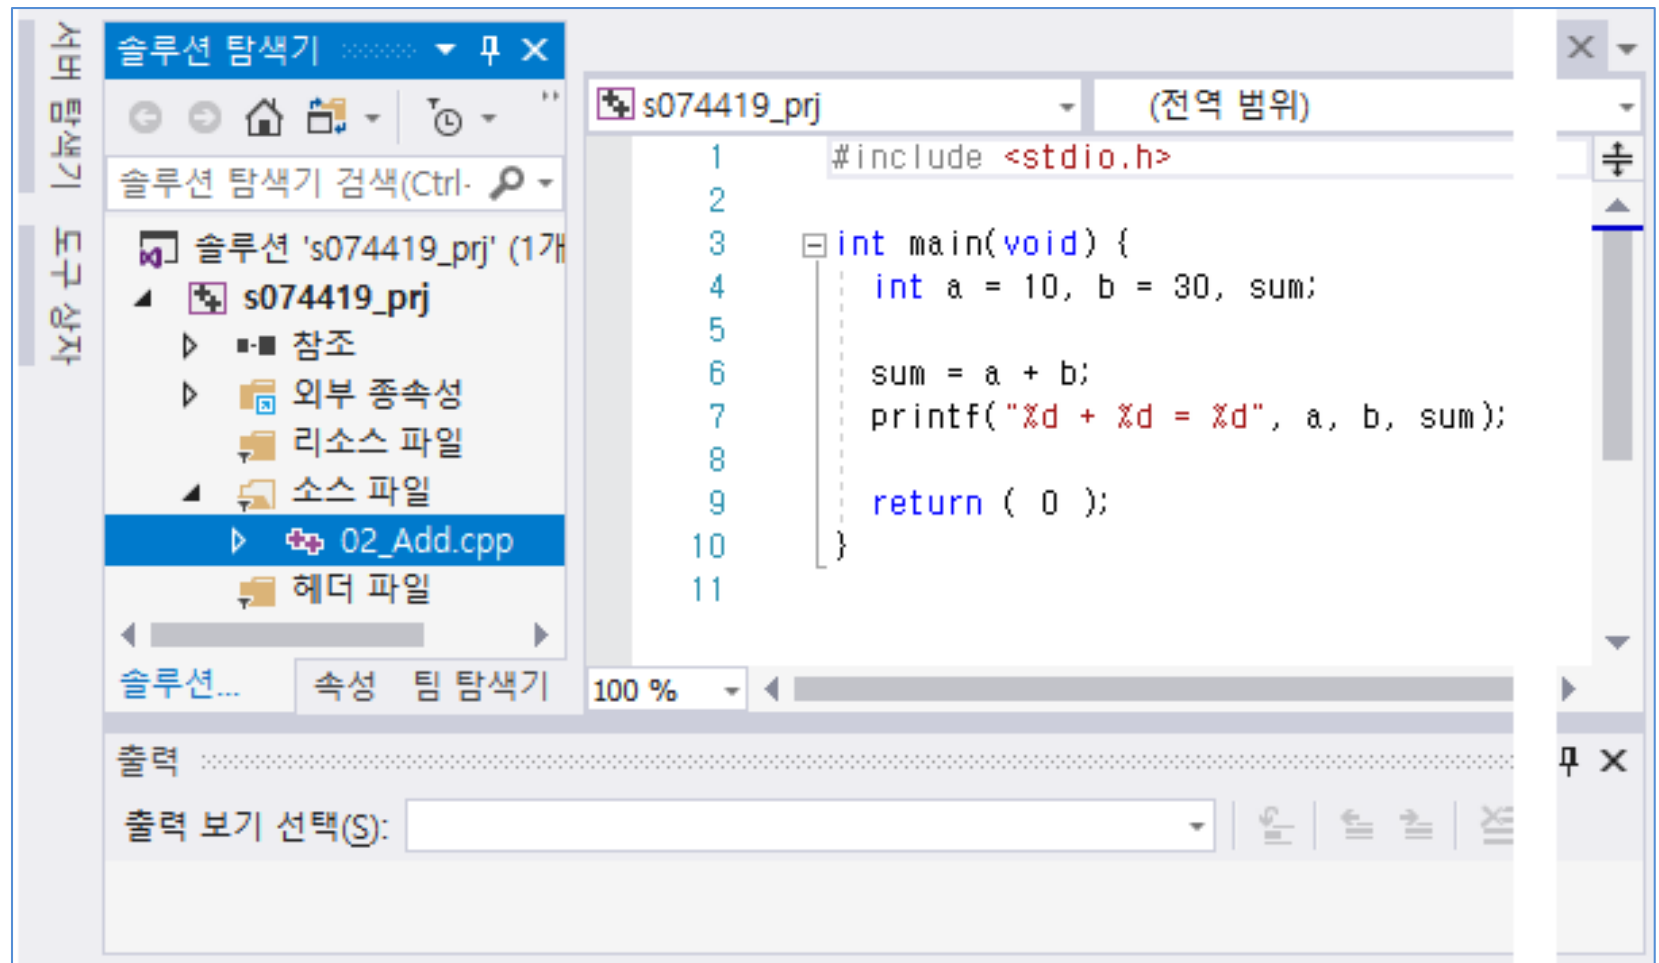 서버 탐색기
도구 상자
솔루션 탐색기
솔루션 탐색기 검색(Ctrl-
솔루션 's074419_prj' (1개
s074419_prj
참조
외부 종속성
리소스 파일
소스 파일
02_Add.cpp
헤더 파일
솔루션... 속성 팀 탐색기
s074419_prj (전역 범위)
1 #include <stdio.h>
2
3 int main(void) {
4 int a = 10, b = 30, sum;
5
6 sum = a + b;
7 printf("%d + %d = %d", a, b, sum);
8
9 return ( 0 );
10 }
11
100 %
출력
출력 보기 선택(S):